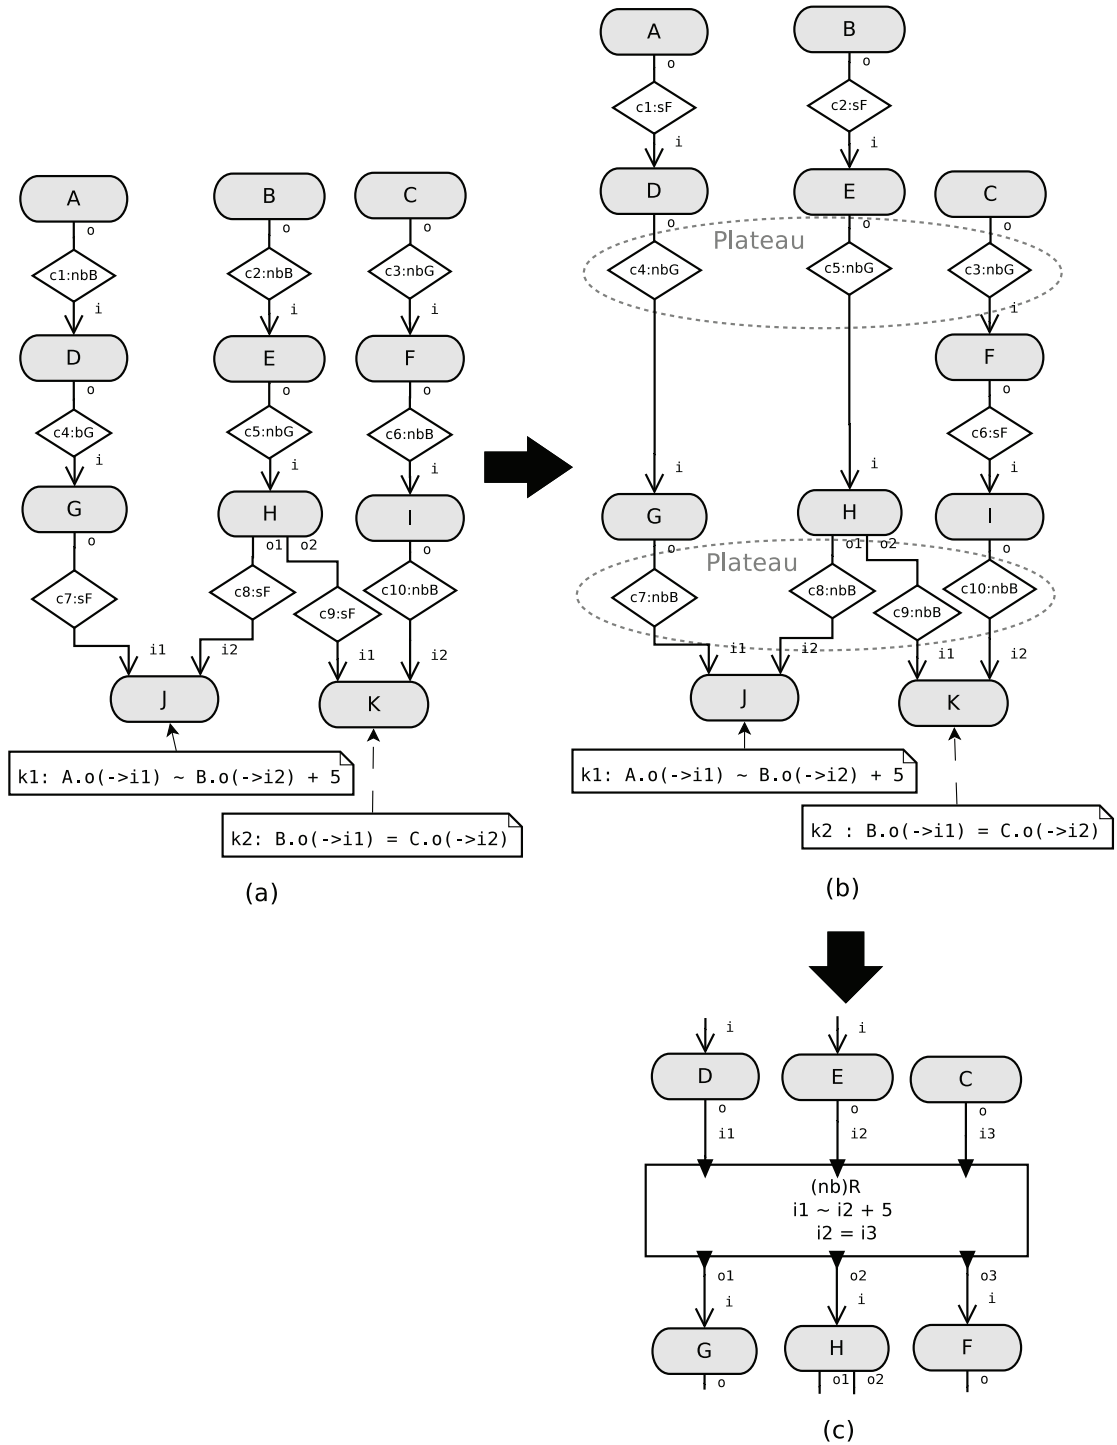 A
o
c1:nbB
i
D
o
c4:bG
i
G
o
c7:sF
i1
B
o
c2:nbB
i
E
o
c5:nbG
i
H
o1 o2
c8:sF
i2
c9:sF
i1
C
o
c3:nbG
i
F
o
c6:nbB
i
I
o
c10:nbB
i2
J
K
k1: A.o(->i1) ~ B.o(->i2) + 5
k2: B.o(->i1) = C.o(->i2)
(a)
A
o
c1:sF
i
D
o
c4:nbG
i
G
o
c7:nbB
i1
B
o
c2:sF
i
E
o
c5:nbG
i
H
o1 o2
c8:nbB
i2
c9:nbB
i1
C
o
c3:nbG
i
F
o
c6:sF
i
I
o
c10:nbB
i2
Plateau
Plateau
J
K
k1: A.o(->i1) ~ B.o(->i2) + 5
k2 : B.o(->i1) = C.o(->i2)
(b)
i i
D E C
o o o
i1 i2 i3
(nb)R
i1 ~ i2 + 5
i2 = i3
o1 o2 o3
i i i
G H F
o o1 o2 o
(c)